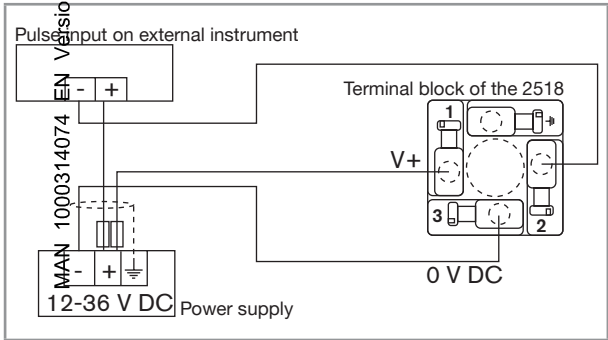 Pulse input on external instrument
- +
Terminal block of the 2518
1
V+
3
2
0 V DC
- +
12-36 V DC
Power supply
MAN 1000314074 EN Versio